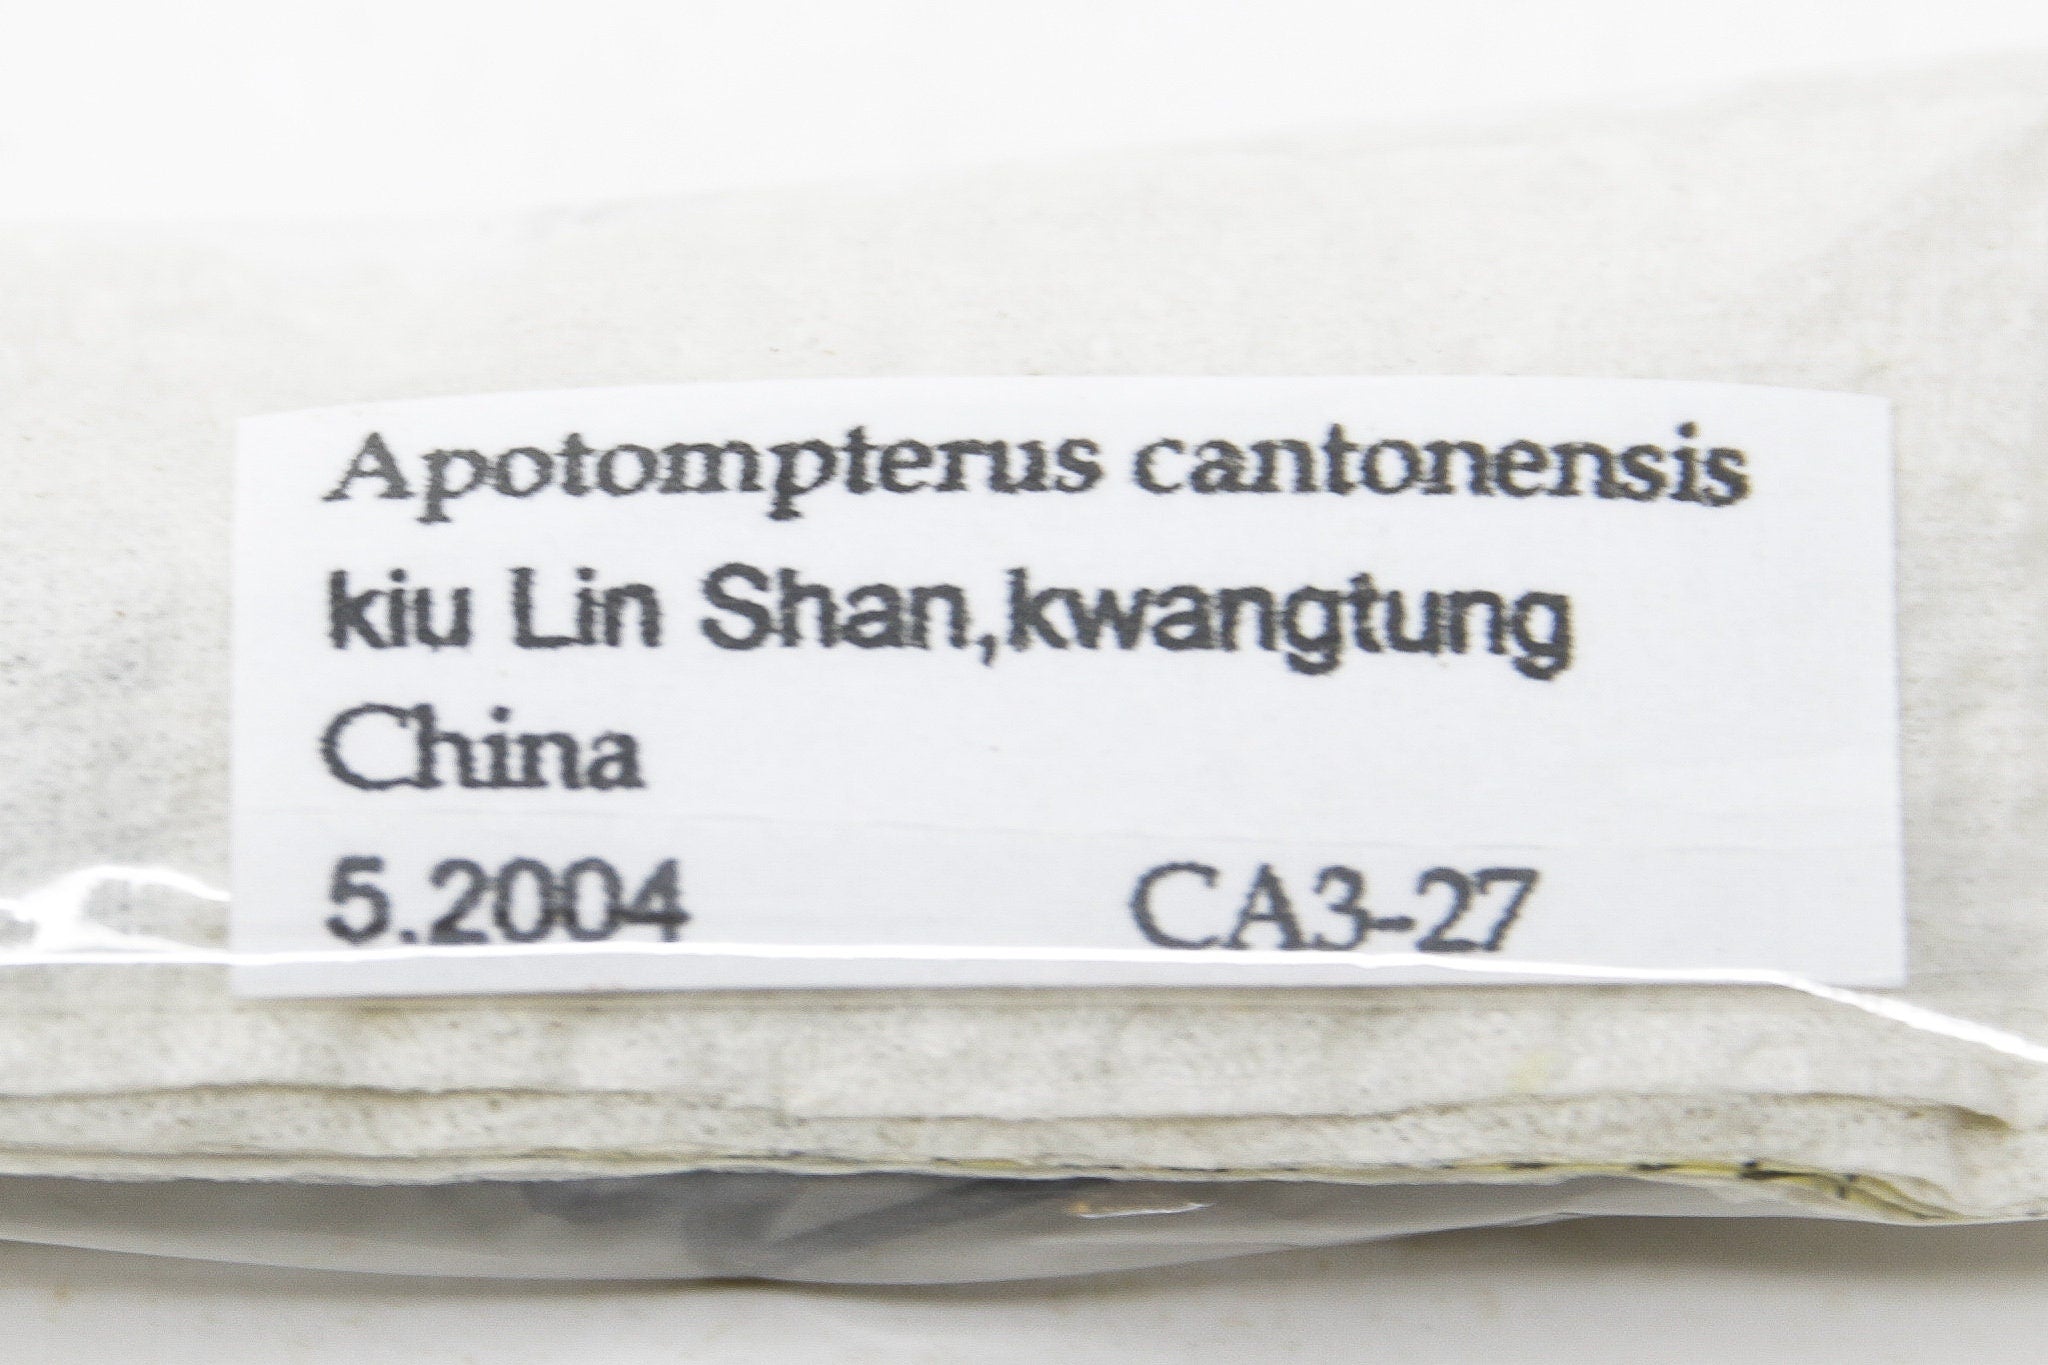 Apotompterus cantonensis
kiu Lin Shan,kwangtung
China
5.2004 CA3-27